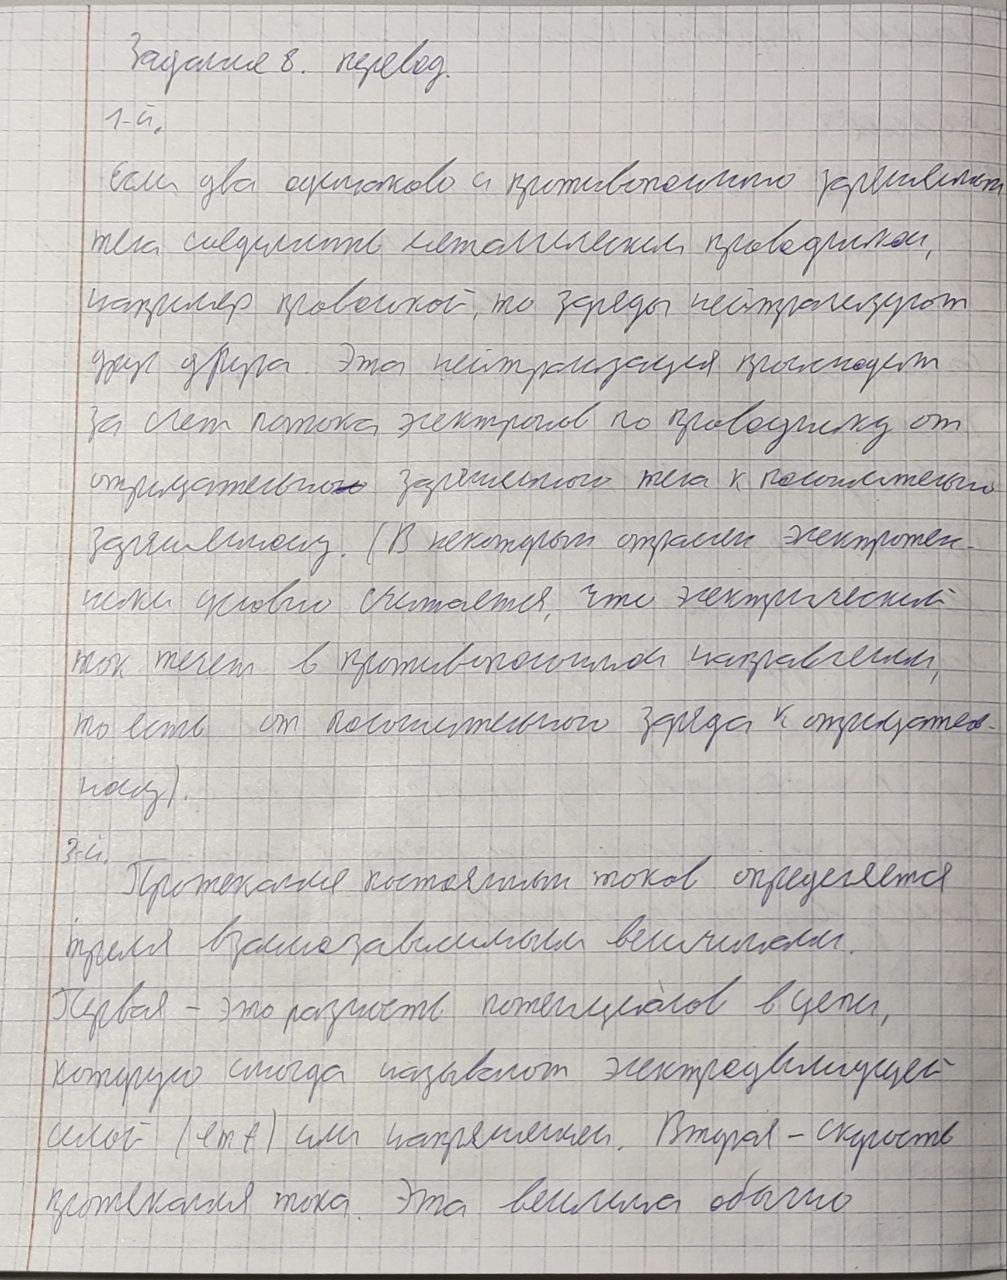 Задание 8. перевод.
1-й.
Если два одинаково и противоположно заряженных
тела соединить металлическим проводником,
например проволокой, то заряды нейтрализуют
друг друга. Эта нейтрализация происходит
за счет потока электронов по проводнику от
отрицательно заряженного тела к положительно
заряженному. (В некоторых отраслях электротех-
ники условно считается, что электрический
ток течет в противоположном направлении,
то есть от положительного заряда к отрицатель-
ному).
3-й.
Протекания постоянных токов определяется
тремя взаимозависимыми величинами.
Первая - это разность потенциалов в цепи,
которую иногда называют электродвижущей
силой (emf) или напряжением. Вторая - скорость
протекания тока. Эта величина обычно